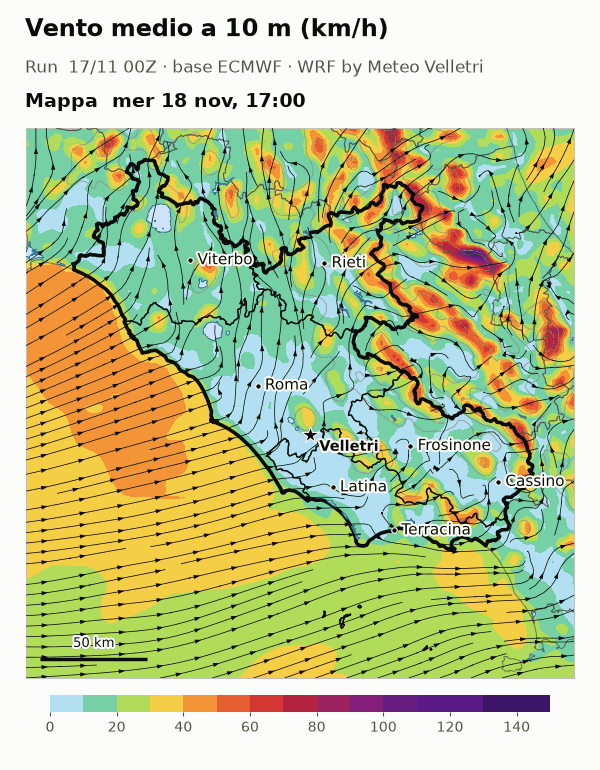 Vento medio a 10 m (km/h)
Run  17/11 00Z · base ECMWF · WRF by Meteo Velletri
Mappa  mer 18 nov, 17:00
Viterbo
Rieti
Roma
Velletri
Frosinone
Latina
Cassino
Terracina
50 km
0 20 40 60 80 100 120 140